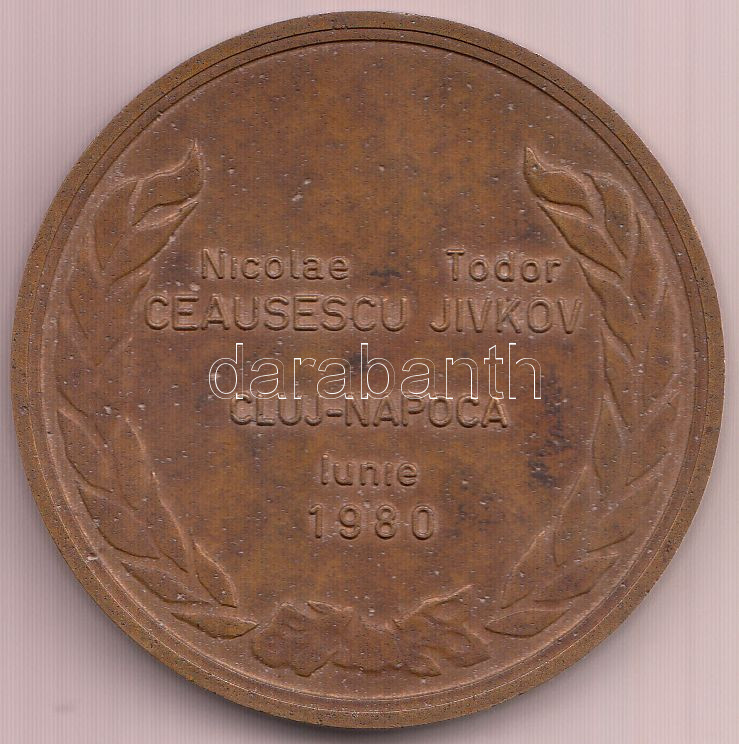 Nicolae Todor
CEAUSESCU JIVKOV
darabanth
CLUJ-NAPOCA
iunie
1980